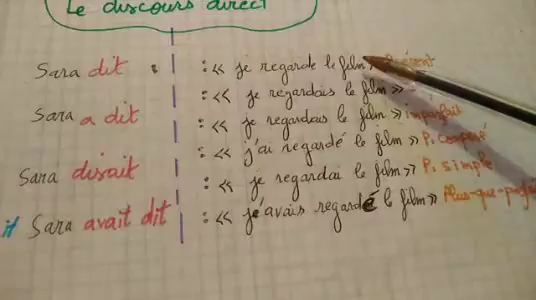 Le discours direct
Sara dit : : << je regarde le film >> Présent
: << je regardais le film >>
Sara a dit : << je regardais le film >> imparfait
: << j'ai regardé le film >> P. composé
Sara disait : << je regardai le film >> P. simple
Sara avait dit : << j'avais regardé le film >> Plus-que-parfait